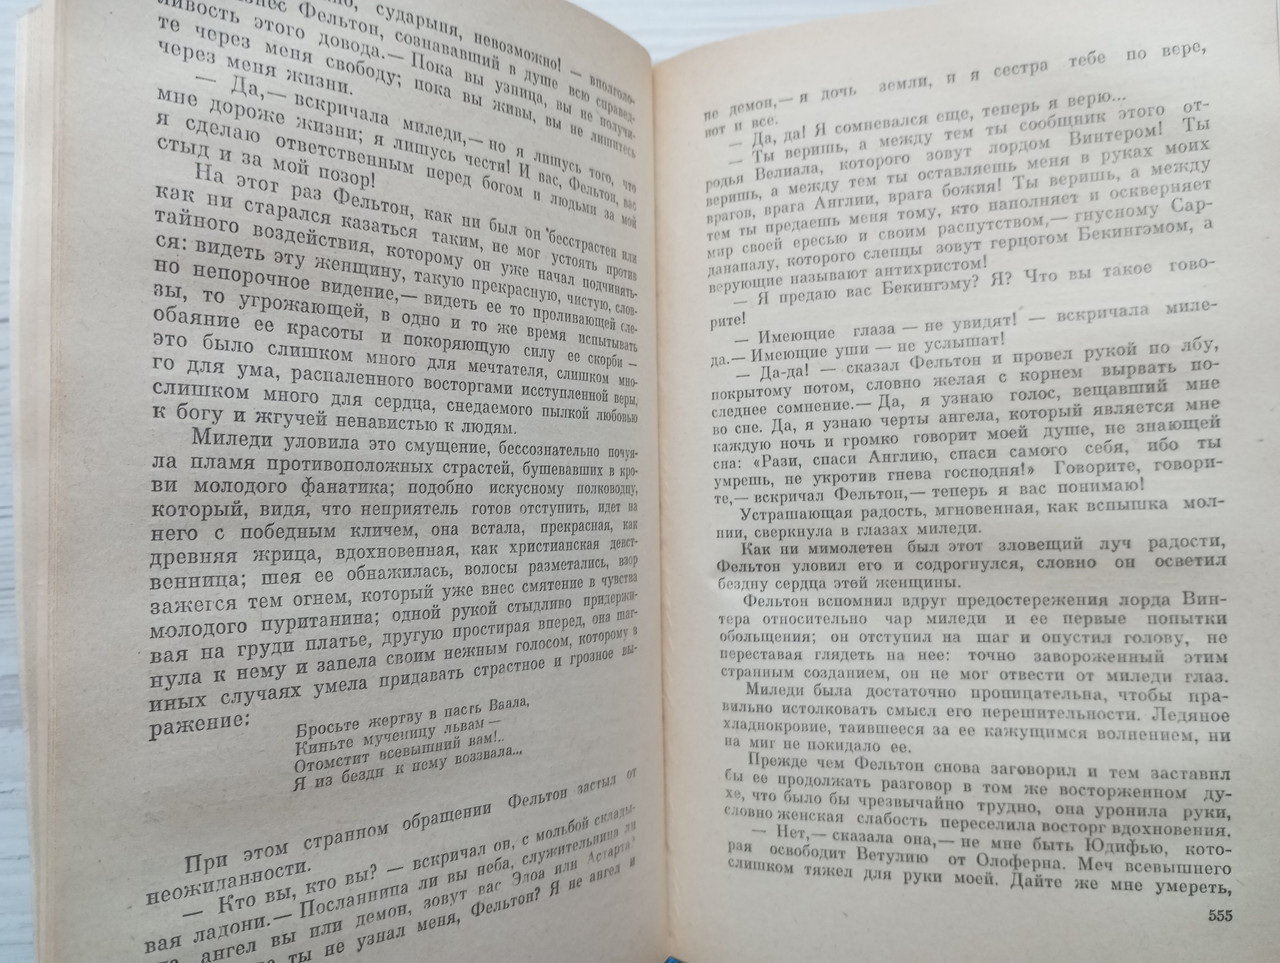 сударыня, невозможно! — вполголо-
Фельтон, сознававший в душе всю справед-
ливость этого довода.— Пока вы узница, вы не получи-
те через меня свободу; пока вы живы, вы не лишитесь
через меня жизни.
— Да,— вскричала миледи,— но я лишусь того, что
мне дороже жизни; я лишусь чести! И вас, Фельтон, вас
я сделаю ответственным перед богом и людьми за мой
стыд и за мой позор!
На этот раз Фельтон, как ни был он бесстрастен или
как ни старался казаться таким, не мог устоять против
тайного воздействия, которому он уже начал подчинять-
ся: видеть эту женщину, такую прекрасную, чистую, слов-
но непорочное видение,— видеть ее то проливающей сле-
зы, то угрожающей, в одно и то же время испытывать
обаяние ее красоты и покоряющую силу ее скорби —
это было слишком много для мечтателя, слишком мно-
го для ума, распаленного восторгами исступленной веры,
слишком много для сердца, снедаемого пылкой любовью
к богу и жгучей ненавистью к людям.
Миледи уловила это смущение, бессознательно почуя-
ла пламя противоположных страстей, бушевавших в кро-
ви молодого фанатика; подобно искусному полководцу,
который, видя, что неприятель готов отступить, идет на
него с победным кличем, она встала, прекрасная, как
древняя жрица, вдохновенная, как христианская девст-
венница; шея ее обнажилась, волосы разметались, взор
зажегся тем огнем, который уже внес смятение в чувства
молодого пуританина; одной рукой стыдливо придержи-
вая на груди платье, другую простирая вперед, она шаг-
нула к нему и запела своим нежным голосом, которому в
иных случаях умела придавать страстное и грозное вы-
ражение:
Бросьте жертву в пасть Ваала,
Киньте мученицу львам —
Отомстит всевышний вам!..
Я из бездн к нему воззвала...
При этом странном обращении Фельтон застыл от
неожиданности.
— Кто вы, кто вы? — вскричал он, с мольбой склады-
вая ладони.— Посланница ли вы неба, служительница ли
ангел вы или демон, зовут вас Элоа или Астарта?
ты не узнал меня, Фельтон? Я не ангел и
не демон,— я дочь земли, и я сестра тебе по вере,
вот и все.
— Да, да! Я сомневался еще, теперь я верю...
— Ты веришь, а между тем ты сообщник этого от-
родья Велиала, которого зовут лордом Винтером! Ты
веришь, а между тем ты оставляешь меня в руках моих
врагов, врага Англии, врага божия! Ты веришь, а между
тем ты предаешь меня тому, кто наполняет и оскверняет
мир своей ересью и своим распутством,— гнусному Сар-
данапалу, которого слепцы зовут герцогом Бекингэмом, а
верующие называют антихристом!
— Я предаю вас Бекингэму? Я? Что вы такое гово-
рите!
— Имеющие глаза — не увидят! — вскричала миле-
ди.— Имеющие уши — не услышат!
— Да-да! — сказал Фельтон и провел рукой по лбу,
покрытому потом, словно желая с корнем вырвать по-
следнее сомнение.— Да, я узнаю голос, вещавший мне
во сне. Да, я узнаю черты ангела, который является мне
каждую ночь и громко говорит моей душе, не знающей
сна: «Рази, спаси Англию, спаси самого себя, ибо ты
умрешь, не укротив гнева господня!» Говорите, говори-
те,— вскричал Фельтон,— теперь я вас понимаю!
Устрашающая радость, мгновенная, как вспышка мол-
нии, сверкнула в глазах миледи.
Как ни мимолетен был этот зловещий луч радости,
Фельтон уловил его и содрогнулся, словно он осветил
бездну сердца этой женщины.
Фельтон вспомнил вдруг предостережения лорда Вин-
тера относительно чар миледи и ее первые попытки
обольщения; он отступил на шаг и опустил голову, не
переставая глядеть на нее: точно завороженный этим
странным созданием, он не мог отвести от миледи глаз.
Миледи была достаточно проницательна, чтобы пра-
вильно истолковать смысл его нерешительности. Ледяное
хладнокровие, таившееся за ее кажущимся волнением, ни
на миг не покидало ее.
Прежде чем Фельтон снова заговорил и тем заставил
бы ее продолжать разговор в том же восторженном ду-
хе, что было бы чрезвычайно трудно, она уронила руки,
словно женская слабость переселила восторг вдохновения.
— Нет,— сказала она,— не мне быть Юдифью, кото-
рая освободит Ветулию от Олоферна. Меч всевышнего
слишком тяжел для руки моей. Дайте же мне умереть,
555